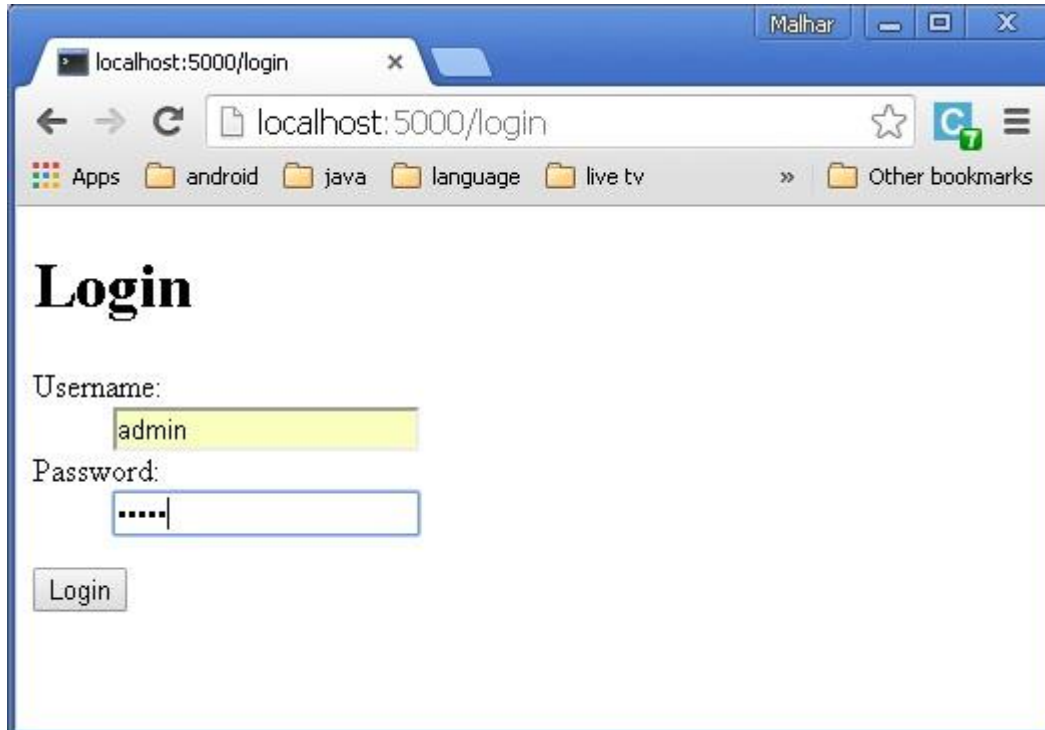 Malhar
localhost:5000/login
localhost:5000/login
C 7
Apps android java language live tv » Other bookmarks
Login
Username:
admin
Password:
•••••
Login